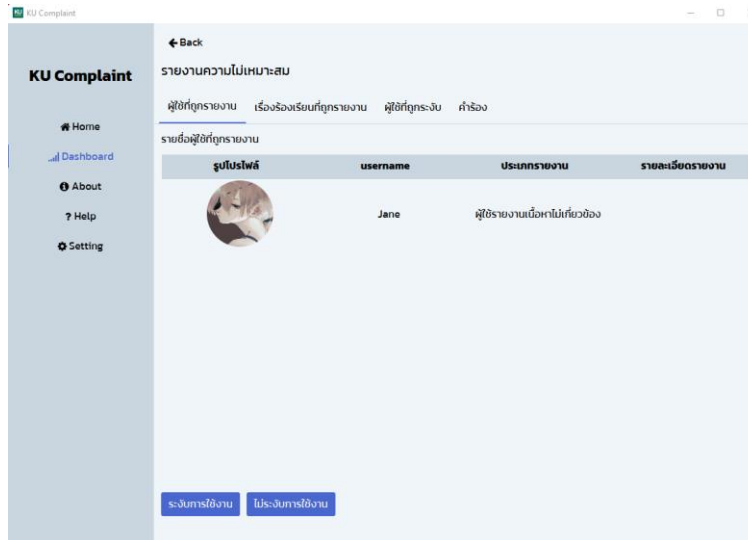 KU KU Complaint
Back
KU Complaint
รายงานความไม่เหมาะสม
ผู้ใช้ที่ถูกรายงาน เรื่องร้องเรียนที่ถูกรายงาน ผู้ใช้ที่ถูกระงับ คำร้อง
Home
Dashboard
About
? Help
Setting
รายชื่อผู้ใช้ที่ถูกรายงาน
รูปโปรไฟล์ username ประเภทรายงาน รายละเอียดรายงาน
Jane ผู้ใช้รายงานเนื้อหาไม่เกี่ยวข้อง
ระงับการใช้งาน ไม่ระงับการใช้งาน